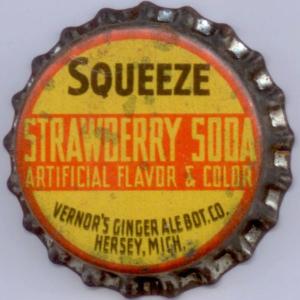 SQUEEZE
STRAWBERRY SODA
ARTIFICIAL FLAVOR & COLOR
VERNOR'S GINGER ALE BOT. CO.
HERSEY, MICH.